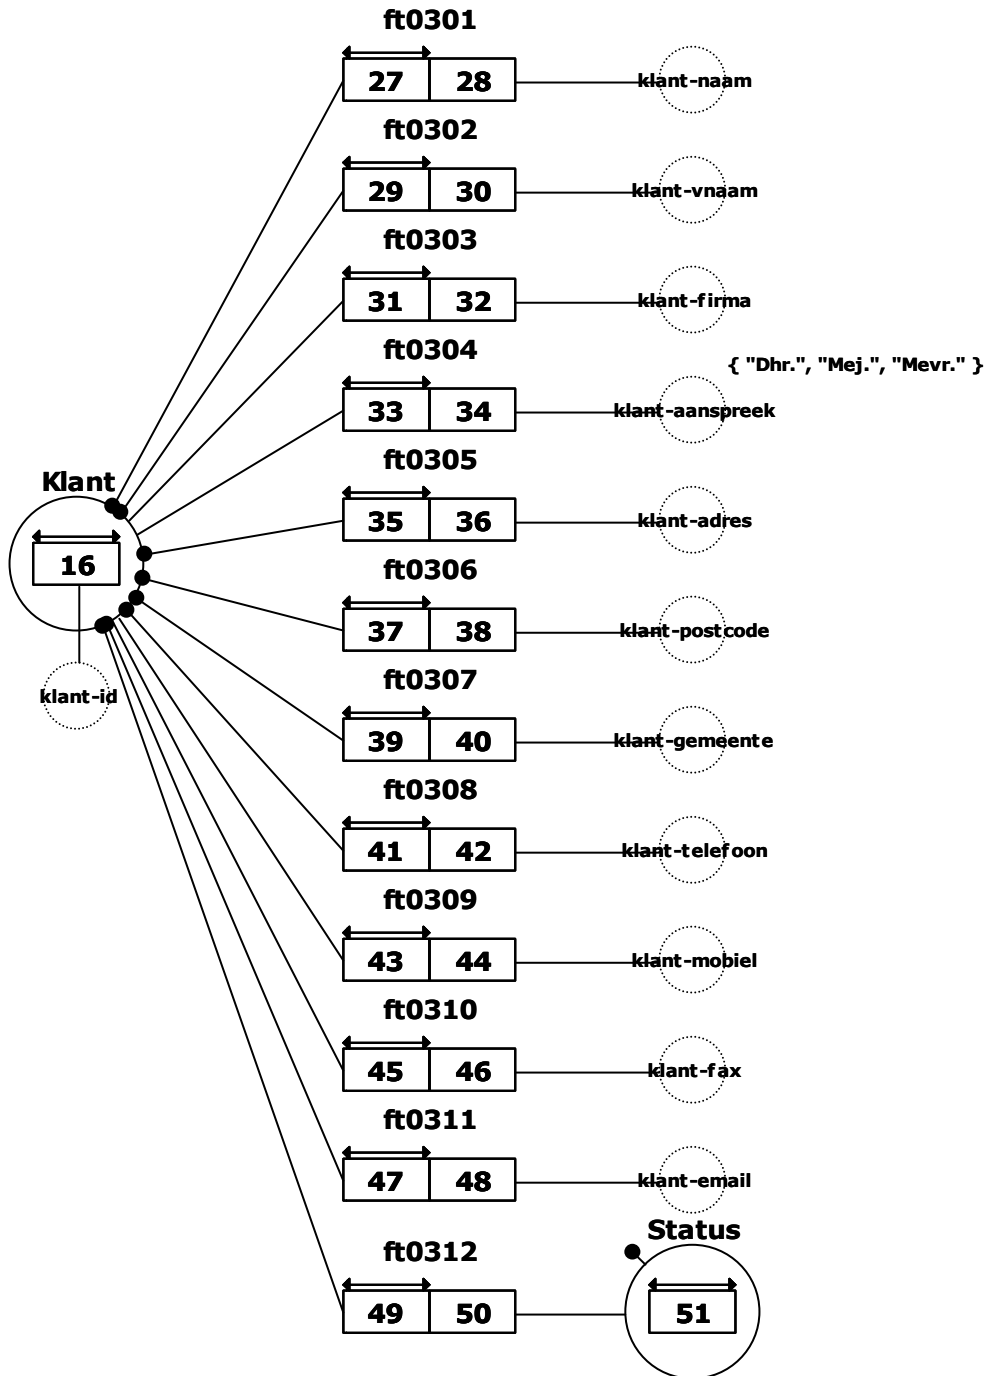 ft0301
27 28 klant-naam
ft0302
29 30 klant-vnaam
ft0303
31 32 klant-firma
ft0304
{ "Dhr.", "Mej.", "Mevr." }
33 34 klant-aanspreek
ft0305
Klant
35 36 klant-adres
16
ft0306
37 38 klant-postcode
ft0307
klant-id
39 40 klant-gemeente
ft0308
41 42 klant-telefoon
ft0309
43 44 klant-mobiel
ft0310
45 46 klant-fax
ft0311
47 48 klant-email
Status
ft0312
49 50 51